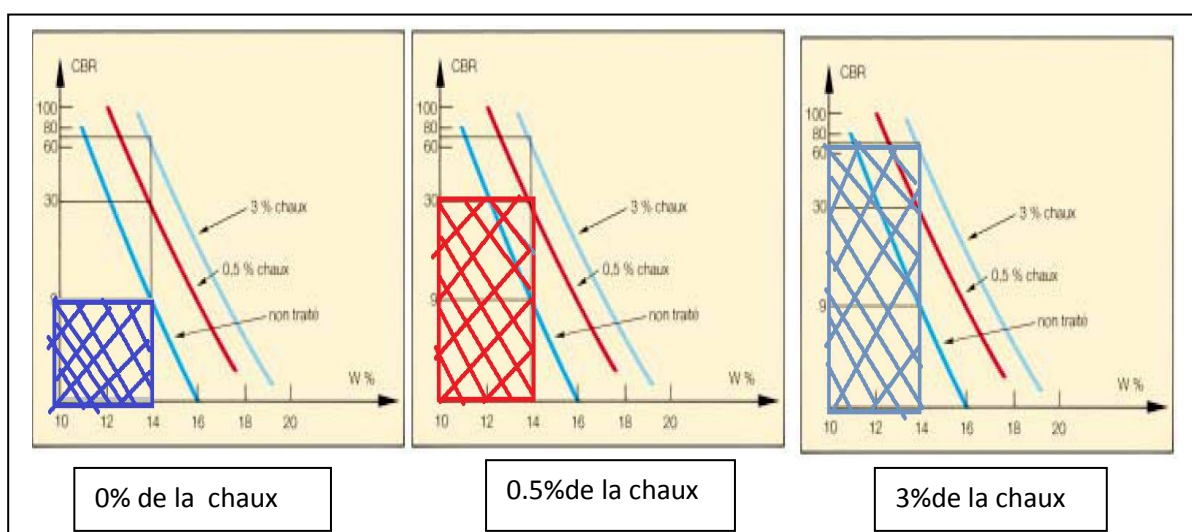 CBR
100
80
60
30
9
3 % chaux
0,5 % chaux
non traité
W %
10 12 14 16 18 20
0% de la chaux
CBR
100
80
60
30
9
3 % chaux
0,5 % chaux
non traité
W %
10 12 14 16 18 20
0.5%de la chaux
CBR
100
80
60
30
9
3 % chaux
0,5 % chaux
non traité
W %
10 12 14 16 18 20
3%de la chaux